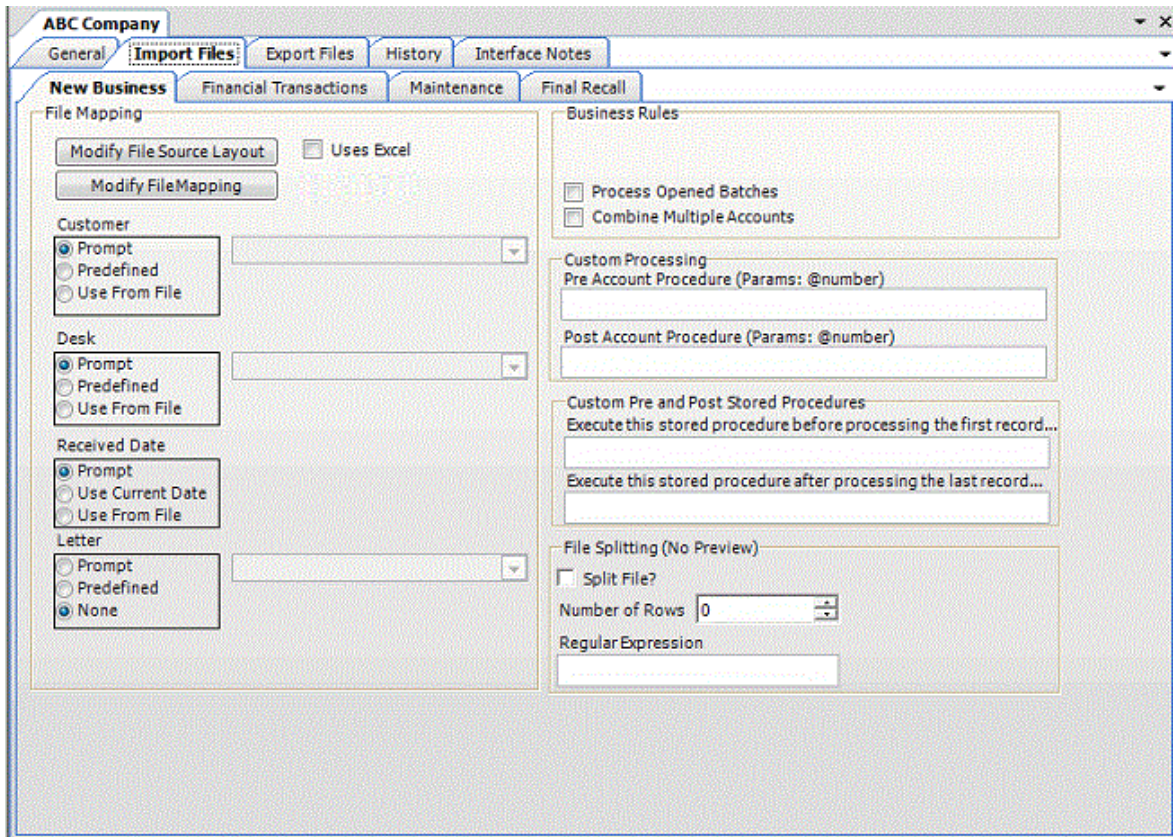 ABC Company
General Import Files Export Files History Interface Notes
New Business Financial Transactions Maintenance Final Recall
File Mapping
Modify File Source Layout Uses Excel
Modify FileMapping
Customer
Prompt
Predefined
Use From File
Desk
Prompt
Predefined
Use From File
Received Date
Prompt
Use Current Date
Use From File
Letter
Prompt
Predefined
None
Business Rules
Process Opened Batches
Combine Multiple Accounts
Custom Processing
Pre Account Procedure (Params: @number)
Post Account Procedure (Params: @number)
Custom Pre and Post Stored Procedures
Execute this stored procedure before processing the first record...
Execute this stored procedure after processing the last record...
File Splitting (No Preview)
Split File?
Number of Rows 0
Regular Expression